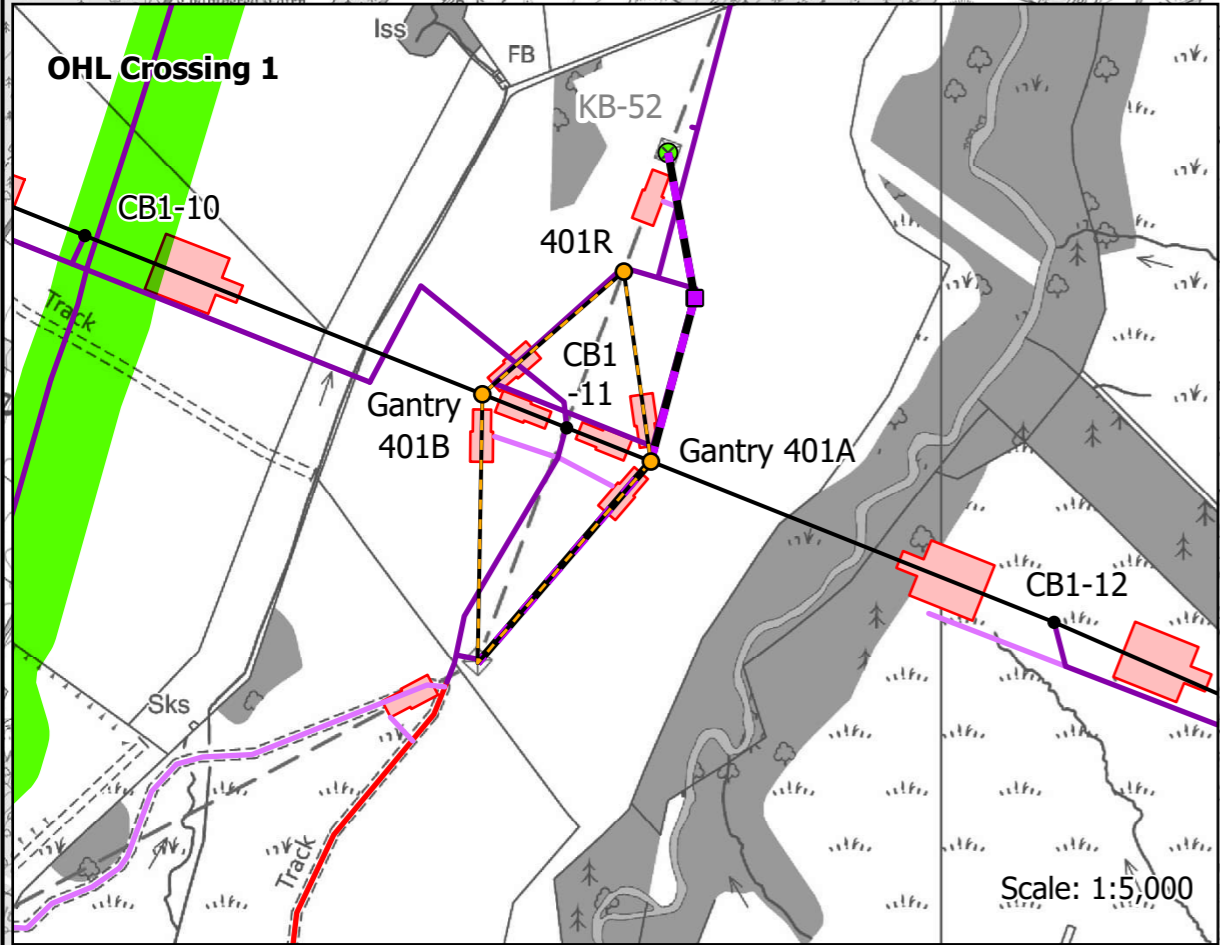 Iss
FB
OHL Crossing 1
KB-52
CB1-10
401R
Track
CB1
-11
Gantry
401B
Gantry 401A
CB1-12
Sks
Track
Scale: 1:5,000